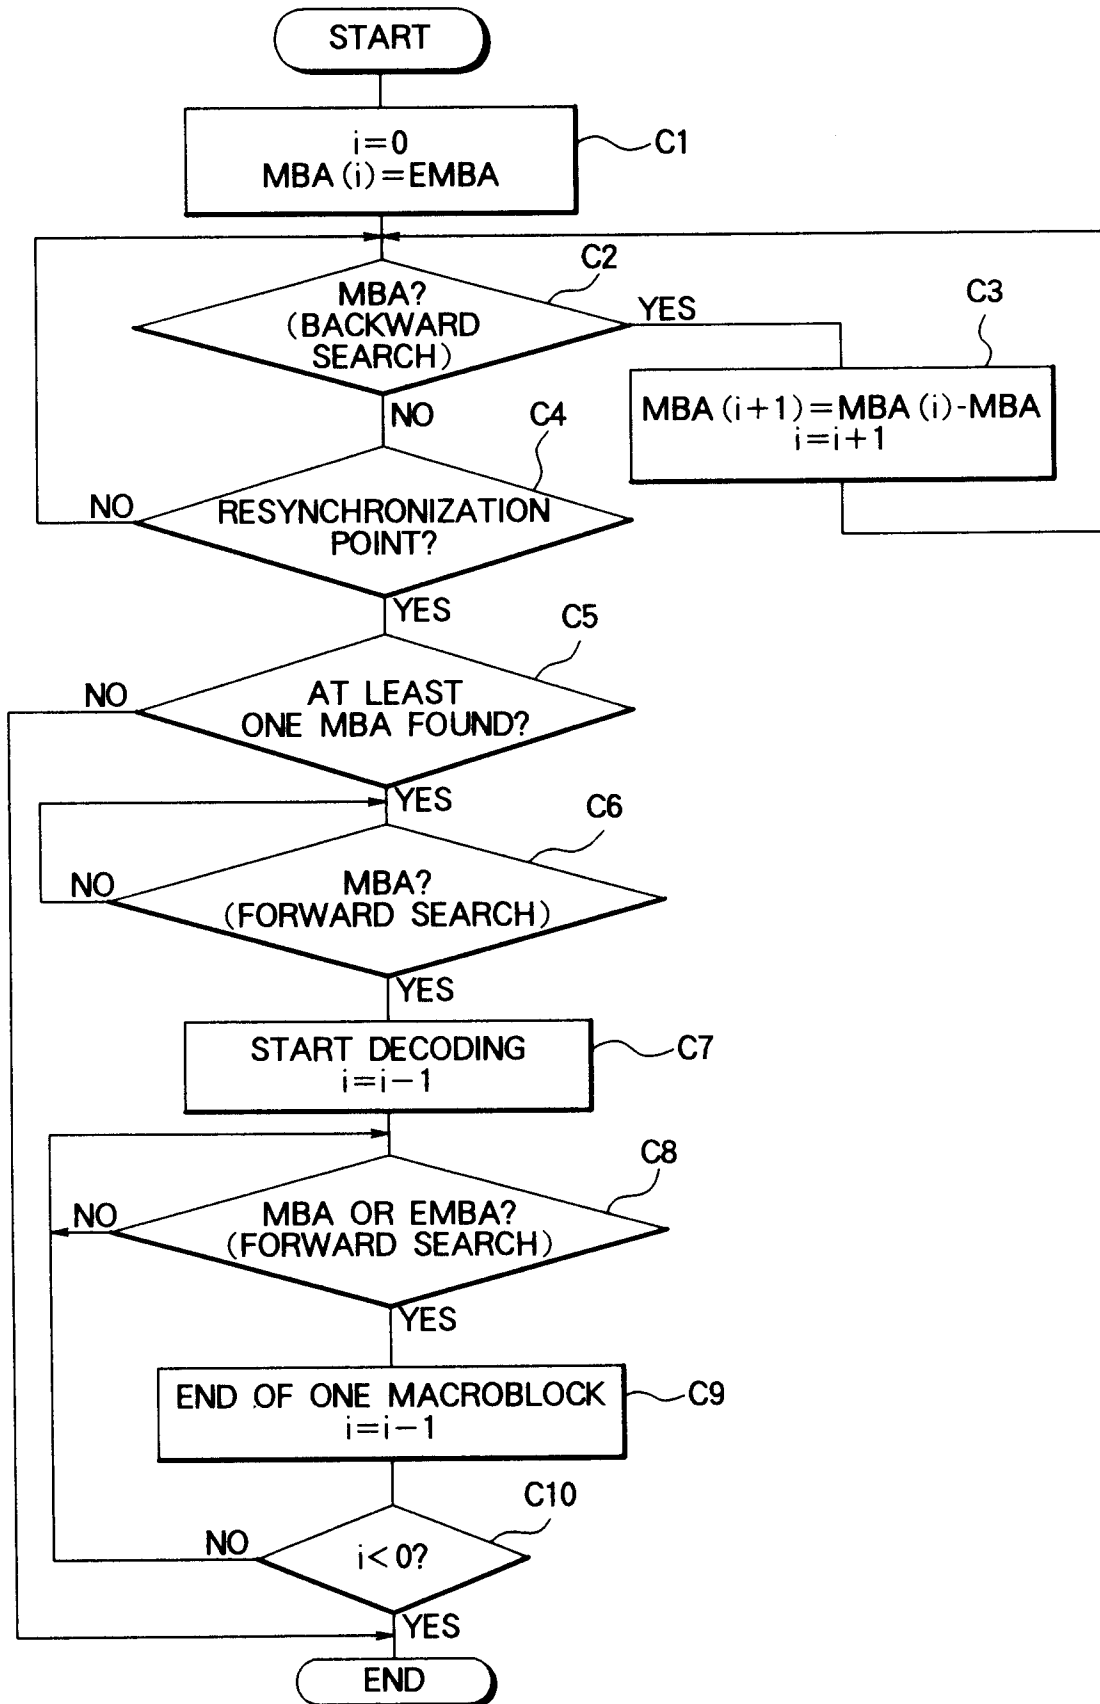 START
i=0
MBA(i)=EMBA
C1
C2
MBA?
(BACKWARD
SEARCH)
YES
C3
MBA(i+1)=MBA(i)-MBA
i=i+1
NO
C4
NO
RESYNCHRONIZATION
POINT?
YES
C5
NO
AT LEAST
ONE MBA FOUND?
YES
C6
NO
MBA?
(FORWARD SEARCH)
YES
START DECODING
i=i-1
C7
C8
NO
MBA OR EMBA?
(FORWARD SEARCH)
YES
END OF ONE MACROBLOCK
i=i-1
C9
C10
NO
i<0?
YES
END